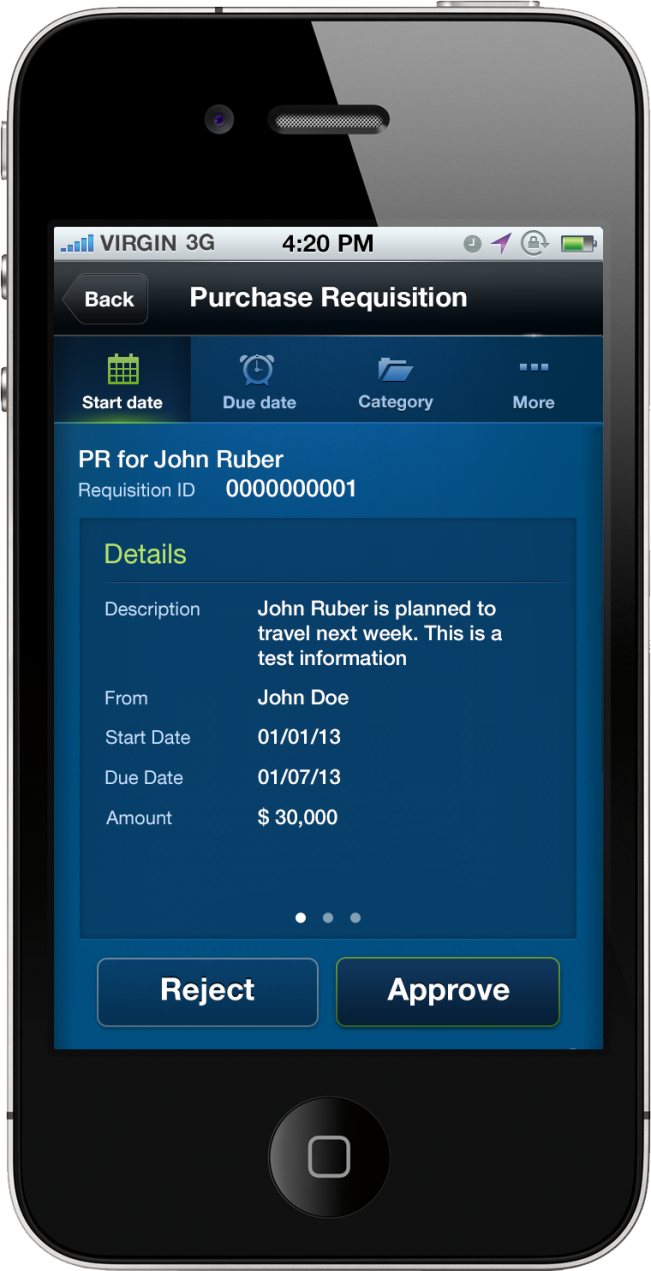 VIRGIN 3G 4:20 PM
Back Purchase Requisition
Start date Due date Category More
PR for John Ruber
Requisition ID 0000000001
Details
Description John Ruber is planned to
travel next week. This is a
test information
From John Doe
Start Date 01/01/13
Due Date 01/07/13
Amount $ 30,000
Reject Approve